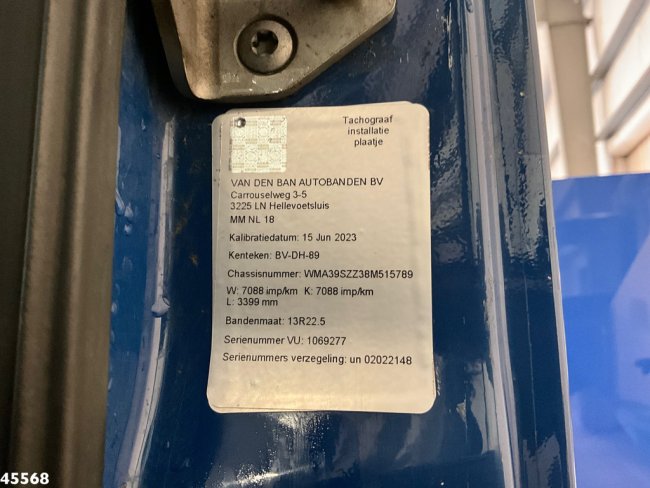 Tachograaf
installatie
plaatje
VAN DEN BAN AUTOBANDEN BV
Carrouselweg 3-5
3225 LN Hellevoetsluis
MM NL 18
Kalibratiedatum: 15 Jun 2023
Kenteken: BV-DH-89
Chassisnummer: WMA39SZZ38M515789
W: 7088 imp/km K: 7088 imp/km
L: 3399 mm
Bandenmaat: 13R22.5
Serienummer VU: 1069277
Serienummers verzegeling: un 02022148
45568